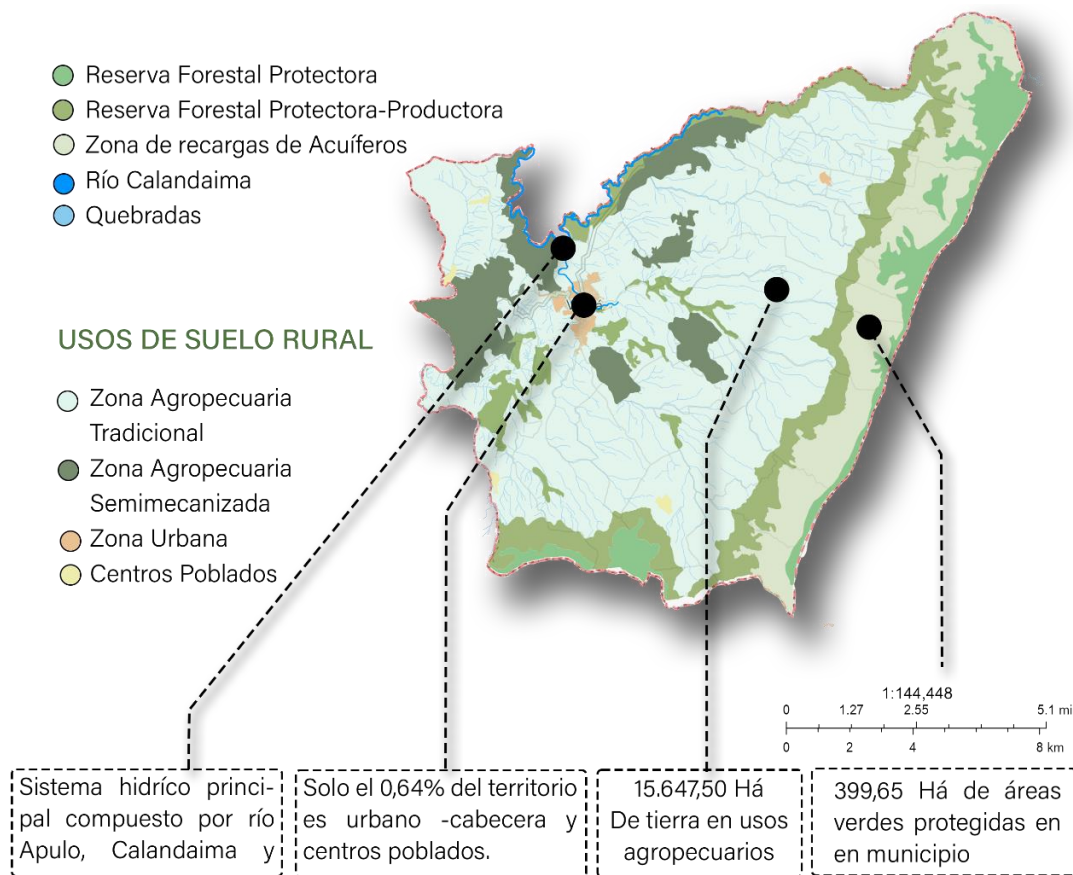 Reserva Forestal Protectora
Reserva Forestal Protectora-Productora
Zona de recargas de Acuíferos
Río Calandaima
Quebradas
USOS DE SUELO RURAL
Zona Agropecuaria
Tradicional
Zona Agropecuaria
Semimecanizada
Zona Urbana
Centros Poblados
1:144,448
0 1.27 2.55 5.1 mi
0 2 4 8 km
Sistema hidríco princi-
pal compuesto por río
Apulo, Calandaima y
Solo el 0,64% del territorio
es urbano -cabecera y
centros poblados.
15.647,50 Há
De tierra en usos
agropecuarios
399,65 Há de áreas
verdes protegidas en
en municipio